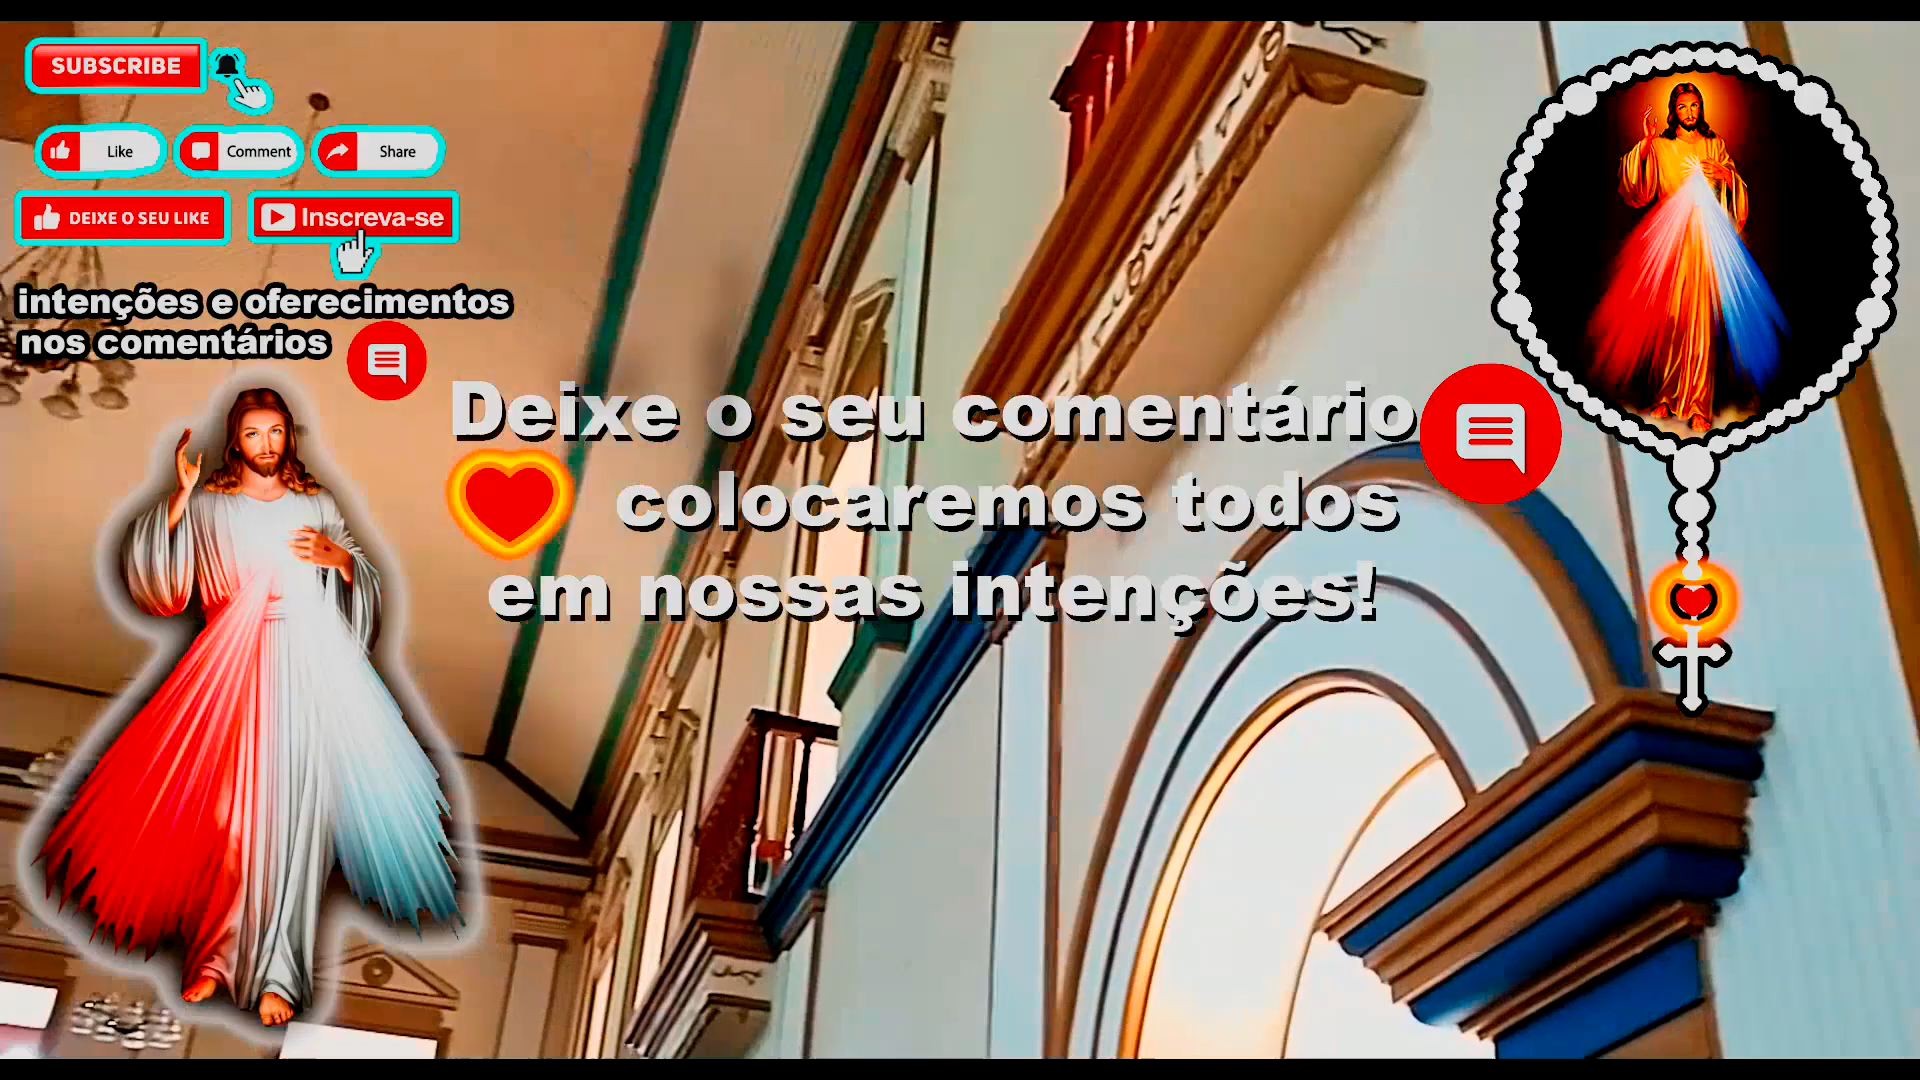 SUBSCRIBE
Like
Comment
Share
DEIXE O SEU LIKE
Inscreva-se
intenções e oferecimentos
nos comentários
Deixe o seu comentário
colocaremos todos
em nossas intenções!